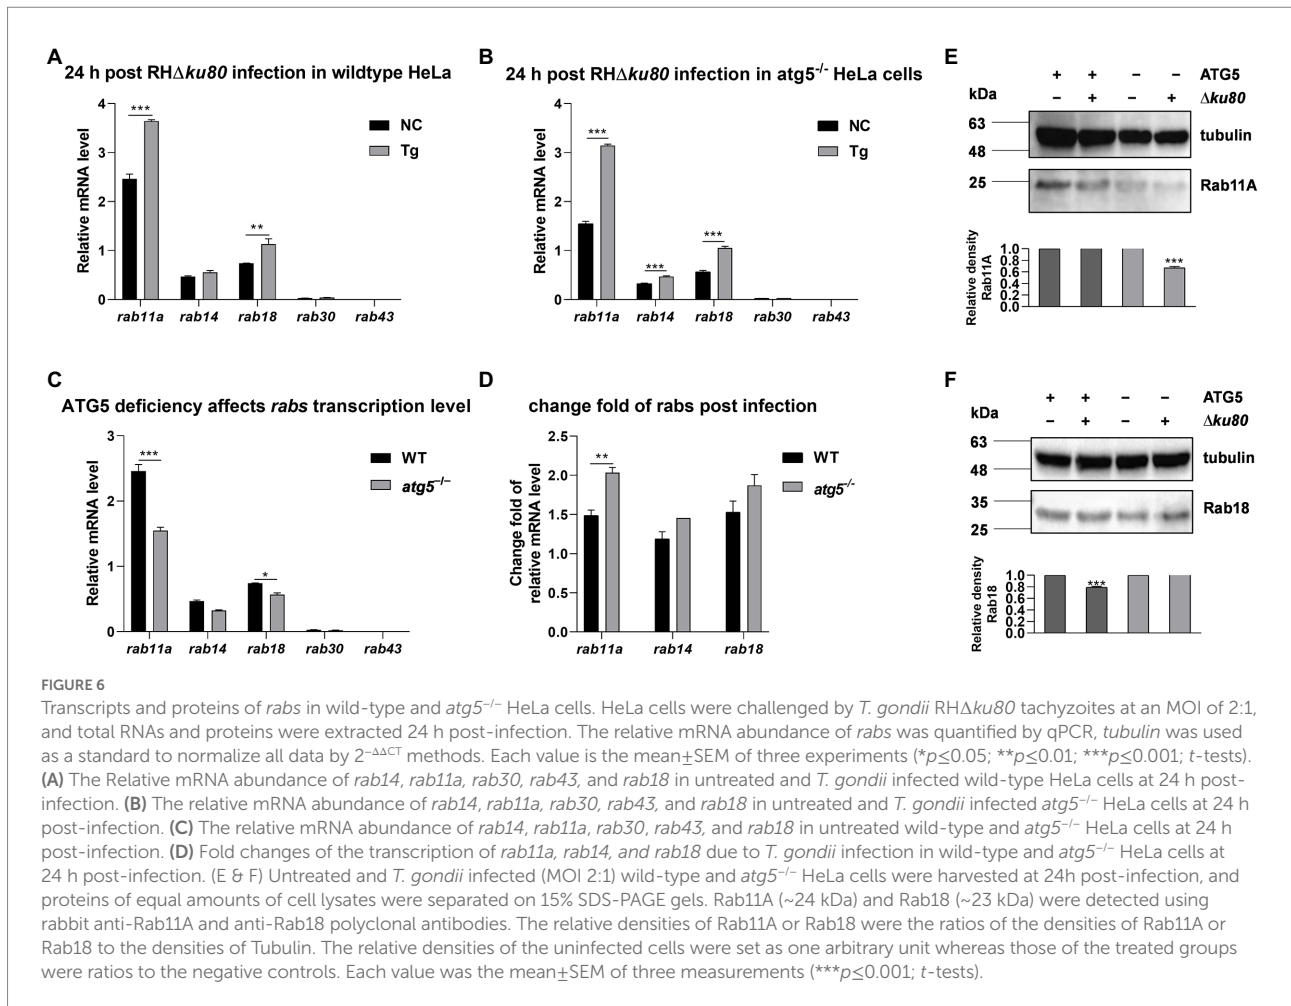 A
24 h post RHΔku80 infection in wildtype HeLa
Relative mRNA level
4
3
2
1
0
***
**
NC
Tg
rab11a rab14 rab18 rab30 rab43
B
24 h post RHΔku80 infection in atg5-/- HeLa cells
Relative mRNA level
4
3
2
1
0
***
***
***
NC
Tg
rab11a rab14 rab18 rab30 rab43
E
+ + − − ATG5
− + − + Δku80
kDa
63
48
tubulin
25
Rab11A
Relative density
Rab11A
1.0
0.8
0.6
0.4
0.2
0.0
***
C
ATG5 deficiency affects rabs transcription level
Relative mRNA level
3
2
1
0
***
*
WT
atg5−/−
rab11a rab14 rab18 rab30 rab43
D
change fold of rabs post infection
Change fold of
relative mRNA level
2.5
2.0
1.5
1.0
0.5
0.0
**
WT
atg5-/-
rab11a rab14 rab18
F
+ + − − ATG5
− + − + Δku80
kDa
63
48
tubulin
35
25
Rab18
Relative density
Rab18
1.0
0.8
0.6
0.4
0.2
0.0
***
FIGURE 6
Transcripts and proteins of rabs in wild-type and atg5−/− HeLa cells. HeLa cells were challenged by T. gondii RHΔku80 tachyzoites at an MOI of 2:1,
and total RNAs and proteins were extracted 24 h post-infection. The relative mRNA abundance of rabs was quantified by qPCR, tubulin was used
as a standard to normalize all data by 2−ΔΔCT methods. Each value is the mean±SEM of three experiments (*p≤0.05; **p≤0.01; ***p≤0.001; t-tests).
(A) The Relative mRNA abundance of rab14, rab11a, rab30, rab43, and rab18 in untreated and T. gondii infected wild-type HeLa cells at 24 h post-
infection. (B) The relative mRNA abundance of rab14, rab11a, rab30, rab43, and rab18 in untreated and T. gondii infected atg5−/− HeLa cells at 24 h
post-infection. (C) The relative mRNA abundance of rab14, rab11a, rab30, rab43, and rab18 in untreated wild-type and atg5−/− HeLa cells at 24 h
post-infection. (D) Fold changes of the transcription of rab11a, rab14, and rab18 due to T. gondii infection in wild-type and atg5−/− HeLa cells at
24 h post-infection. (E & F) Untreated and T. gondii infected (MOI 2:1) wild-type and atg5−/− HeLa cells were harvested at 24h post-infection, and
proteins of equal amounts of cell lysates were separated on 15% SDS-PAGE gels. Rab11A (~24 kDa) and Rab18 (~23 kDa) were detected using
rabbit anti-Rab11A and anti-Rab18 polyclonal antibodies. The relative densities of Rab11A or Rab18 were the ratios of the densities of Rab11A or
Rab18 to the densities of Tubulin. The relative densities of the uninfected cells were set as one arbitrary unit whereas those of the treated groups
were ratios to the negative controls. Each value was the mean±SEM of three measurements (***p≤0.001; t-tests).